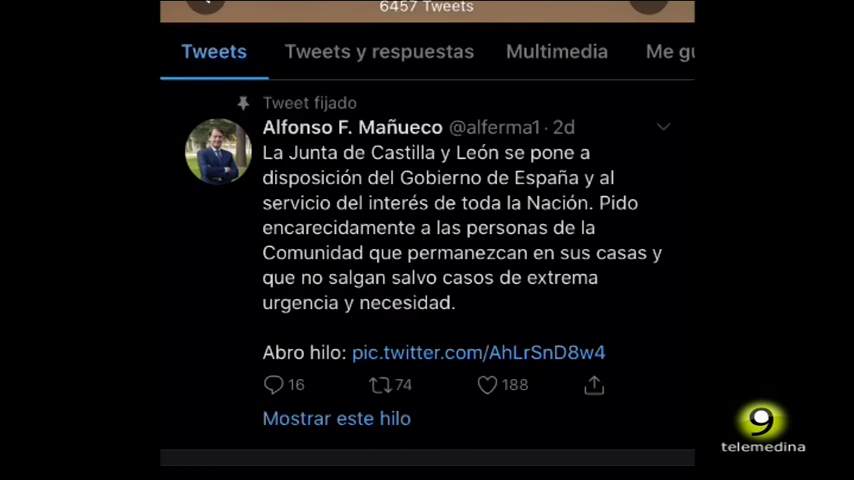 6457 Tweets
Tweets Tweets y respuestas Multimedia Me gu
Tweet fijado
Alfonso F. Mañueco @alferma1 · 2d
La Junta de Castilla y León se pone a
disposición del Gobierno de España y al
servicio del interés de toda la Nación. Pido
encarecidamente a las personas de la
Comunidad que permanezcan en sus casas y
que no salgan salvo casos de extrema
urgencia y necesidad.
Abro hilo: pic.twitter.com/AhLrSnD8w4
16 74 188
Mostrar este hilo
9
telemedina